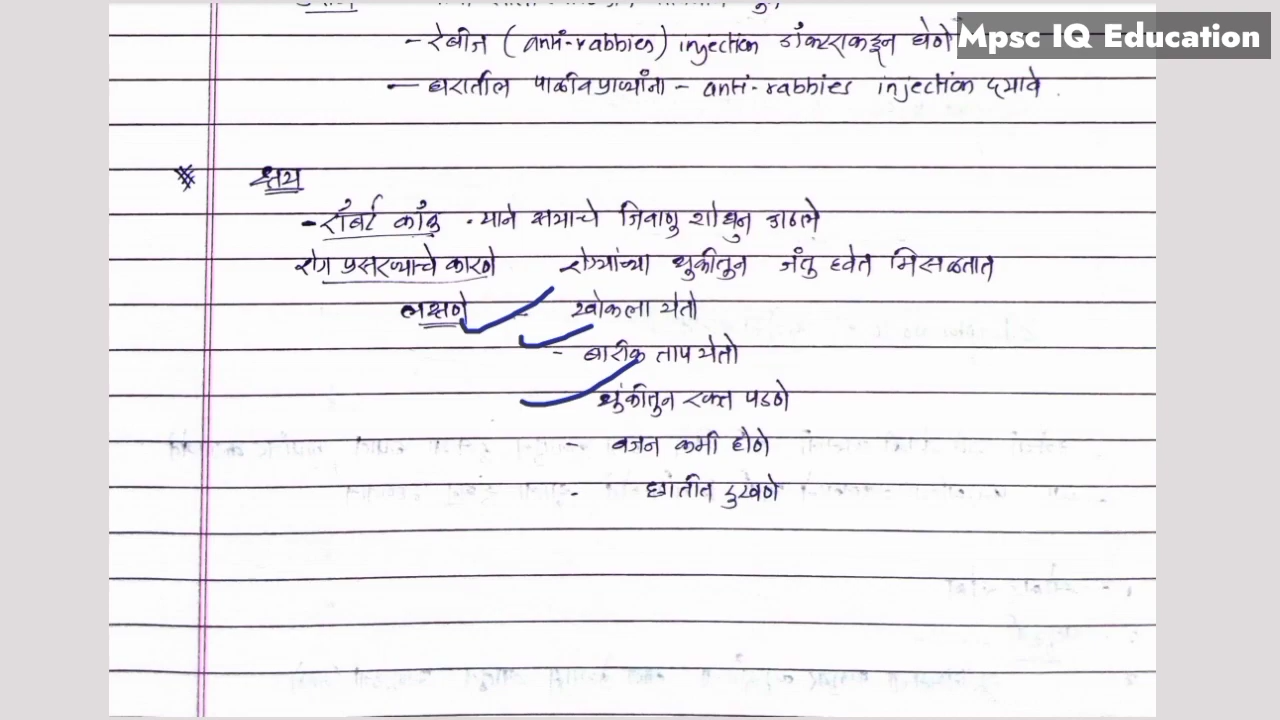 Mpsc IQ Education
- रेबीज (anti-rabbies) injection डॉक्टराकडून घेणे
- घरातील पाळीव प्राण्यांना - anti-rabbies injection द्यावे.
* क्षय
- रॉबर्ट कॉक याने क्षयाचे जिवाणु शोधुन काढले
रोग प्रसरण्याचे कारणे रोग्यांच्या थुकीतुन जंतु हवेत मिसळतात
लक्षणे - खोकला येतो
- बारीक ताप येतो
थुंकीतुन रक्त पडणे
- वजन कमी होणे
- छातीत दुखणे